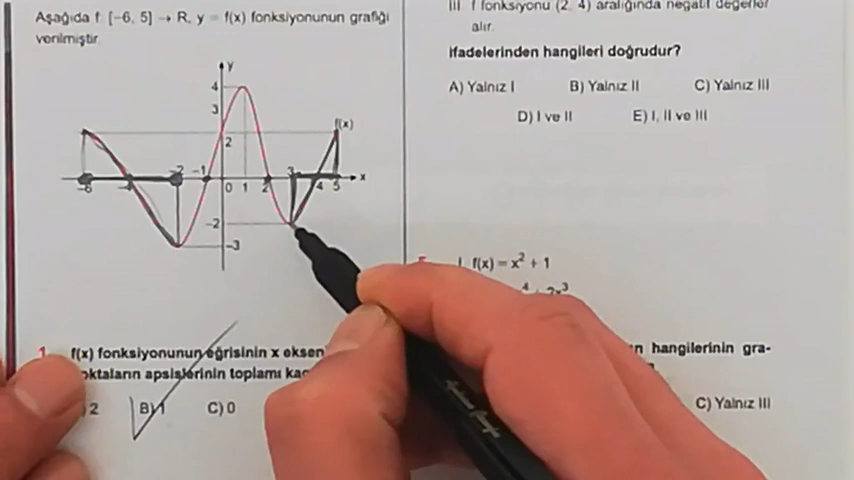 Aşağıda f: [-6, 5] → R, y = f(x) fonksiyonunun grafiği
verilmiştir.
y
4
3
2
f(x)
-6 -4 -2 -1 0 1 2 3 4 5 x
-2
-3
1. f(x) fonksiyonunun eğrisinin x eksen
oktaların apsislerinin toplamı kaç
2 B) 1 C) 0
III. f fonksiyonu (2, 4) aralığında negatif değerler
alır.
ifadelerinden hangileri doğrudur?
A) Yalnız I B) Yalnız II C) Yalnız III
D) I ve II E) I, II ve III
I. f(x) = x² + 1
hangilerinin gra-
C) Yalnız III